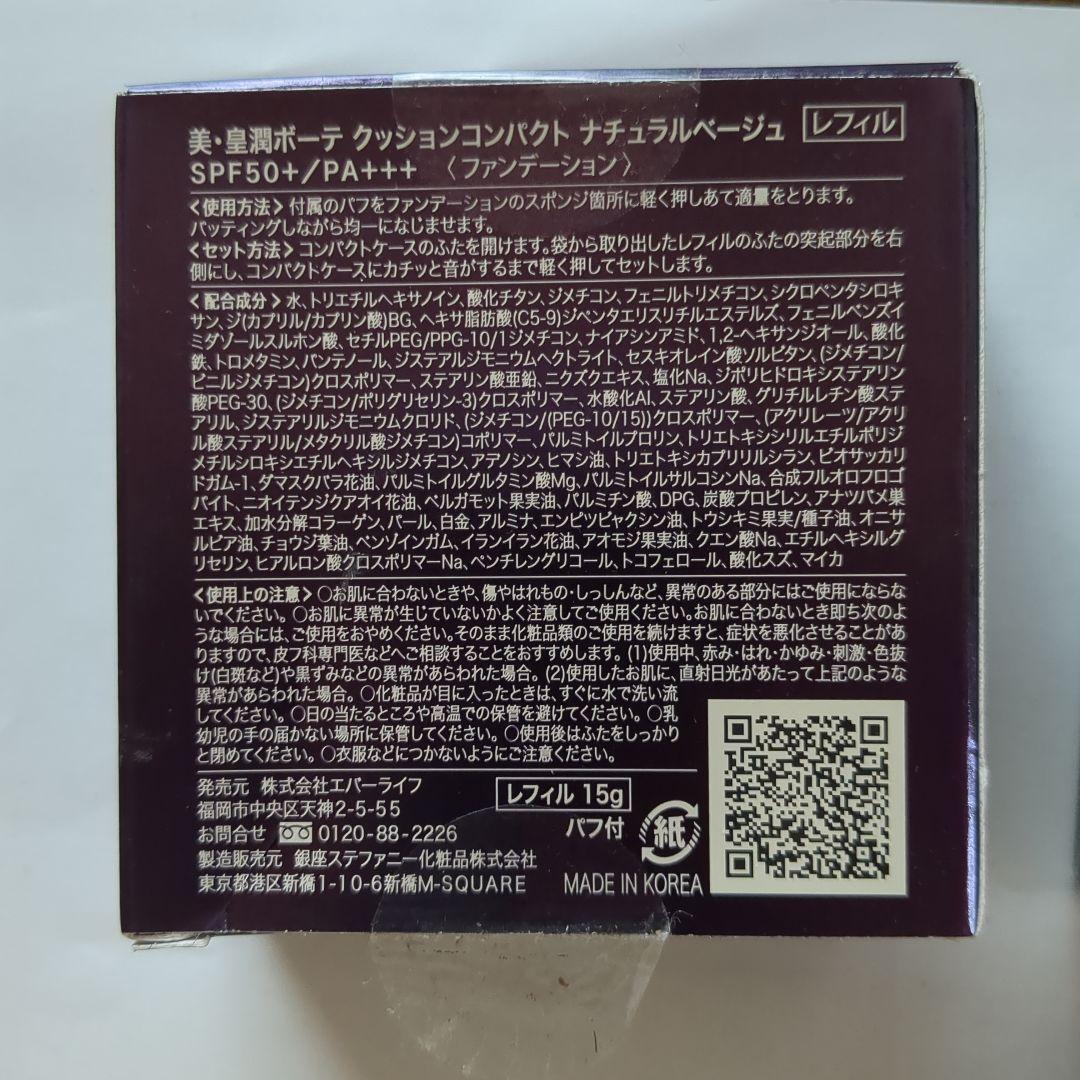 美・皇潤ボーテ クッションコンパクト ナチュラルベージュ レフィル
SPF50+/PA+++ 〈ファンデーション〉
<使用方法> 付属のパフをファンデーションのスポンジ箇所に軽く押しあて適量をとります。
パッティングしながら均一になじませます。
<セット方法> コンパクトケースのふたを開けます。袋から取り出したレフィルのふたの突起部分を右
側にし、コンパクトケースにカチッと音がするまで軽く押してセットします。
<配合成分> 水、トリエチルヘキサノイン、酸化チタン、ジメチコン、フェニルトリメチコン、シクロペンタシロキ
サン、ジ(カプリル/カプリン酸)BG、ヘキサ脂肪酸(C5-9)ジペンタエリスリチルエステルズ、フェニルベンズイ
ミダゾールスルホン酸、セチルPEG/PPG-10/1ジメチコン、ナイアシンアミド、1,2-ヘキサンジオール、酸化
鉄、トロメタミン、パンテノール、ジステアルジモニウムヘクトライト、セスキオレイン酸ソルビタン、(ジメチコン/
ビニルジメチコン)クロスポリマー、ステアリン酸亜鉛、ニクズクエキス、塩化Na、ジポリヒドロキシステアリン
酸PEG-30、(ジメチコン/ポリグリセリン-3)クロスポリマー、水酸化Al、ステアリン酸、グリチルレチン酸ステ
アリル、ジステアリルジモニウムクロリド、(ジメチコン/(PEG-10/15))クロスポリマー、(アクリレーツ/アクリ
ル酸ステアリル/メタクリル酸ジメチコン)コポリマー、パルミトイルプロリン、トリエトキシシリルエチルポリジ
メチルシロキシエチルヘキシルジメチコン、アデノシン、ヒマシ油、トリエトキシカプリリルシラン、ビオサッカリ
ドガム-1、ダマスクバラ花油、パルミトイルグルタミン酸Mg、パルミトイルサルコシンNa、合成フルオロフロゴ
パイト、ニオイテンジクアオイ花油、ベルガモット果実油、パルミチン酸、DPG、炭酸プロピレン、アナツバメ巣
エキス、加水分解コラーゲン、パール、白金、アルミナ、エンピツビャクシン油、トウシキミ果実/種子油、オニサ
ルビア油、チョウジ葉油、ベンゾインガム、イランイラン花油、アオモジ果実油、クエン酸Na、エチルヘキシルグ
リセリン、ヒアルロン酸クロスポリマーNa、ペンチレングリコール、トコフェロール、酸化スズ、マイカ
<使用上の注意> ○お肌に合わないときや、傷やはれもの・しっしんなど、異常のある部分にはご使用にならな
いでください。○お肌に異常が生じていないかよく注意してご使用ください。お肌に合わないとき即ち次のよ
うな場合には、ご使用をおやめください。そのまま化粧品類のご使用を続けますと、症状を悪化させることがあ
りますので、皮フ科専門医などへご相談することをおすすめします。(1)使用中、赤み・はれ・かゆみ・刺激・色抜
け(白斑など)や黒ずみなどの異常があらわれた場合。(2)使用したお肌に、直射日光があたって上記のような
異常があらわれた場合。○化粧品が目に入ったときは、すぐに水で洗い流
してください。○日の当たるところや高温での保管を避けてください。○乳
幼児の手の届かない場所に保管してください。○使用後はふたをしっかり
と閉めてください。○衣服などにつかないようにご注意ください。
発売元 株式会社エバーライフ
福岡市中央区天神2-5-55
お問合せ 0120-88-2226
製造販売元 銀座ステファニー化粧品株式会社
東京都港区新橋1-10-6新橋M-SQUARE
レフィル 15g
パフ付
紙
MADE IN KOREA